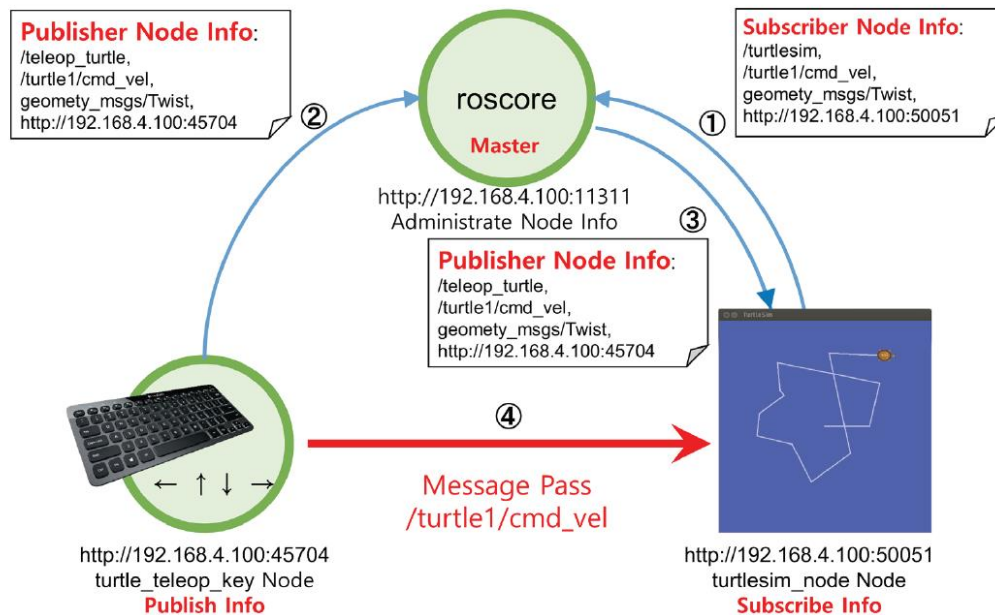 Publisher Node Info:
/teleop_turtle,
/turtle1/cmd_vel,
geomety_msgs/Twist,
http://192.168.4.100:45704
②
roscore
Master
http://192.168.4.100:11311
Administrate Node Info
Subscriber Node Info:
/turtlesim,
/turtle1/cmd_vel,
geomety_msgs/Twist,
http://192.168.4.100:50051
①
③
Publisher Node Info:
/teleop_turtle,
/turtle1/cmd_vel,
geomety_msgs/Twist,
http://192.168.4.100:45704
TurtleSim
④
← ↑ ↓ →
Message Pass
/turtle1/cmd_vel
http://192.168.4.100:45704
turtle_teleop_key Node
Publish Info
http://192.168.4.100:50051
turtlesim_node Node
Subscribe Info